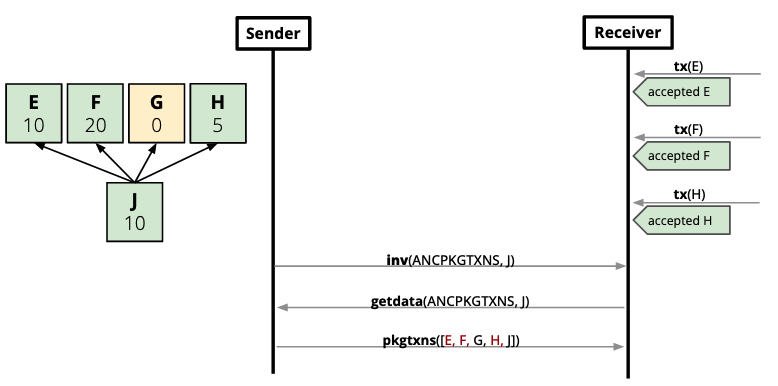 Sender
Receiver
tx(E)
accepted E
E
10
F
20
G
0
H
5
tx(F)
accepted F
J
10
tx(H)
accepted H
inv(ANCPKGTXNS, J)
getdata(ANCPKGTXNS, J)
pkgtxns([E, F, G, H, J])